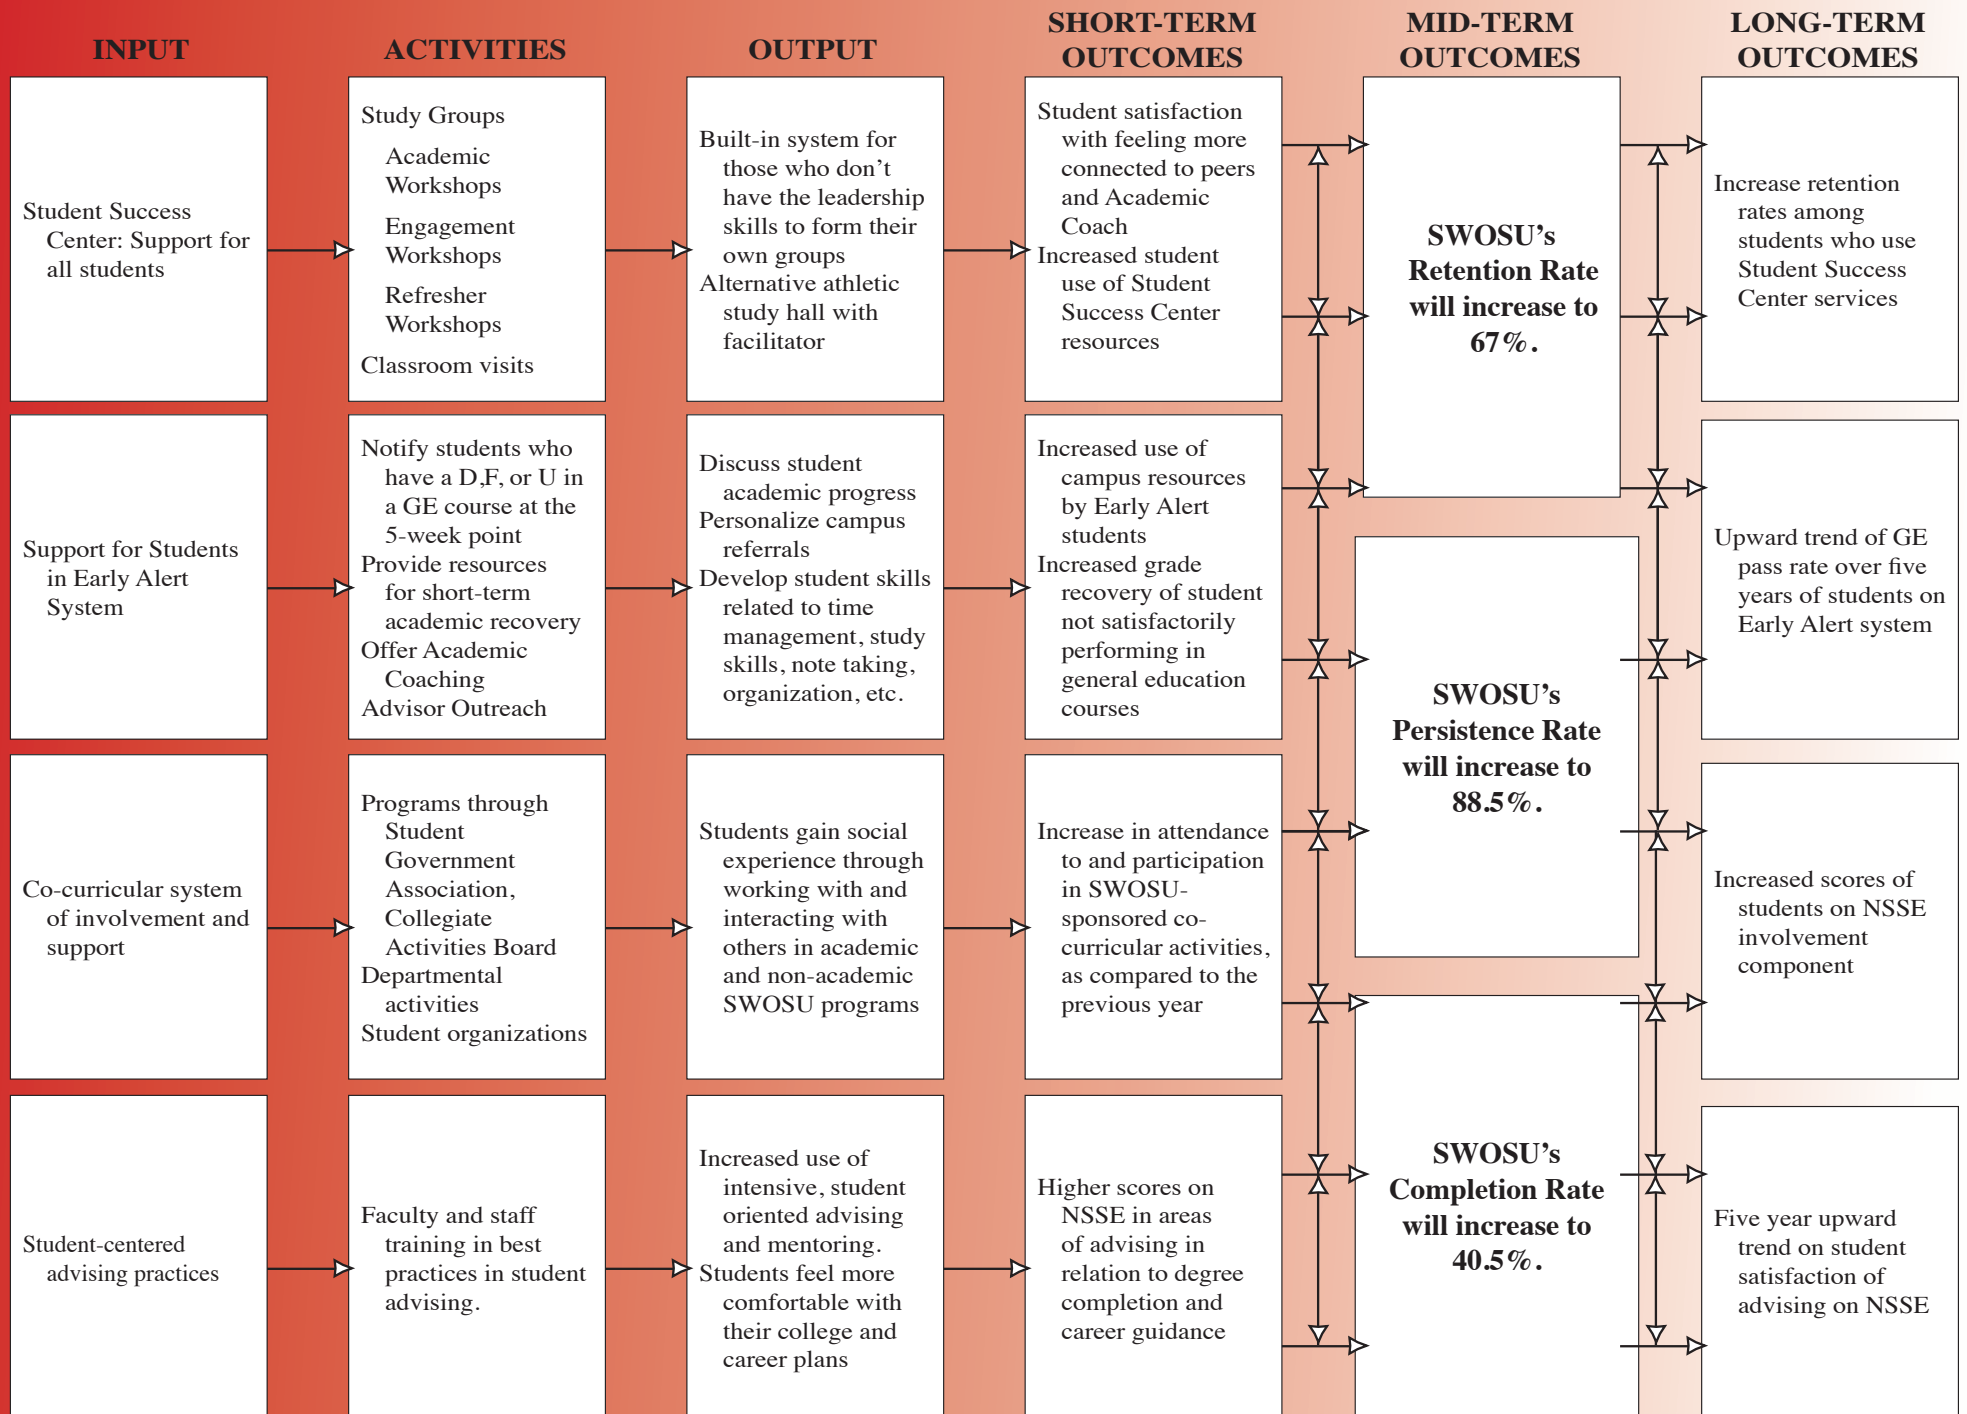 INPUT
ACTIVITIES
OUTPUT
SHORT-TERM
OUTCOMES
MID-TERM
OUTCOMES
LONG-TERM
OUTCOMES
Student Success
Center: Support for
all students
Study Groups
Academic
Workshops
Engagement
Workshops
Refresher
Workshops
Classroom visits
Built-in system for
those who don’t
have the leadership
skills to form their
own groups
Alternative athletic
study hall with
facilitator
Student satisfaction
with feeling more
connected to peers
and Academic
Coach
Increased student
use of Student
Success Center
resources
SWOSU’s
Retention Rate
will increase to
67%.
Increase retention
rates among
students who use
Student Success
Center services
Support for Students
in Early Alert
System
Notify students who
have a D,F, or U in
a GE course at the
5-week point
Provide resources
for short-term
academic recovery
Offer Academic
Coaching
Advisor Outreach
Discuss student
academic progress
Personalize campus
referrals
Develop student skills
related to time
management, study
skills, note taking,
organization, etc.
Increased use of
campus resources
by Early Alert
students
Increased grade
recovery of student
not satisfactorily
performing in
general education
courses
SWOSU’s
Persistence Rate
will increase to
88.5%.
Upward trend of GE
pass rate over five
years of students on
Early Alert system
Co-curricular system
of involvement and
support
Programs through
Student
Government
Association,
Collegiate
Activities Board
Departmental
activities
Student organizations
Students gain social
experience through
working with and
interacting with
others in academic
and non-academic
SWOSU programs
Increase in attendance
to and participation
in SWOSU-
sponsored co-
curricular activities,
as compared to the
previous year
Increased scores of
students on NSSE
involvement
component
Student-centered
advising practices
Faculty and staff
training in best
practices in student
advising.
Increased use of
intensive, student
oriented advising
and mentoring.
Students feel more
comfortable with
their college and
career plans
Higher scores on
NSSE in areas
of advising in
relation to degree
completion and
career guidance
SWOSU’s
Completion Rate
will increase to
40.5%.
Five year upward
trend on student
satisfaction of
advising on NSSE